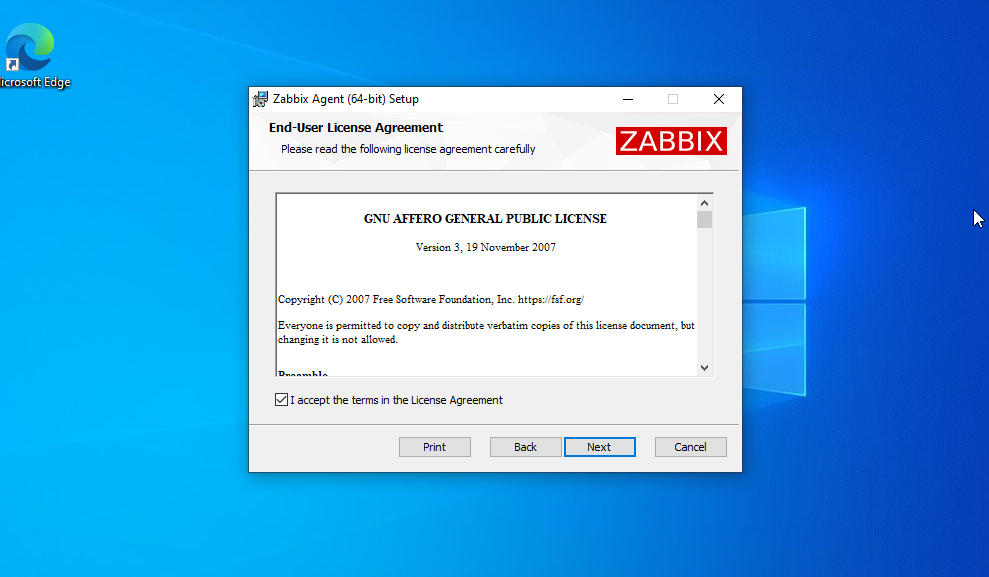 icrosoft Edge
Zabbix Agent (64-bit) Setup
End-User License Agreement
Please read the following license agreement carefully
ZABBIX
GNU AFFERO GENERAL PUBLIC LICENSE
Version 3, 19 November 2007
Copyright (C) 2007 Free Software Foundation, Inc. https://fsf.org/
Everyone is permitted to copy and distribute verbatim copies of this license document, but
changing it is not allowed.
Preamble
I accept the terms in the License Agreement
Print
Back
Next
Cancel